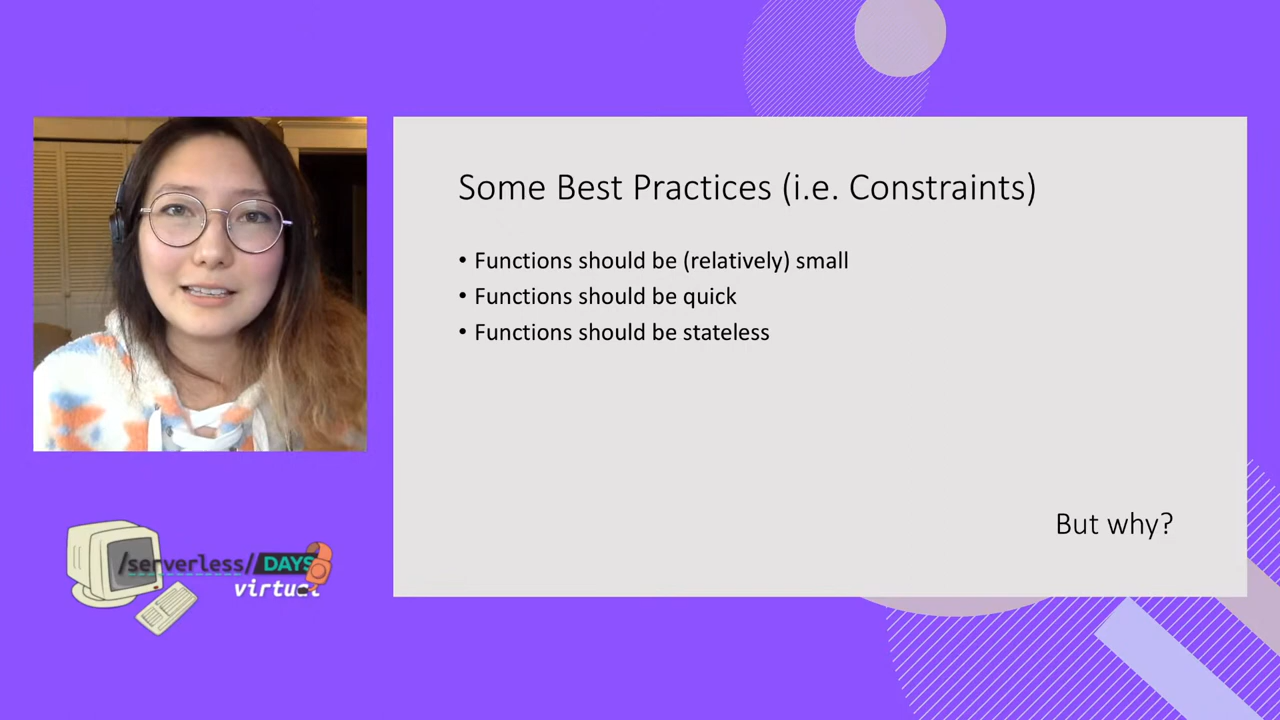 Some Best Practices (i.e. Constraints)
• Functions should be (relatively) small
• Functions should be quick
• Functions should be stateless
But why?
/serverless/DAYS
virtual